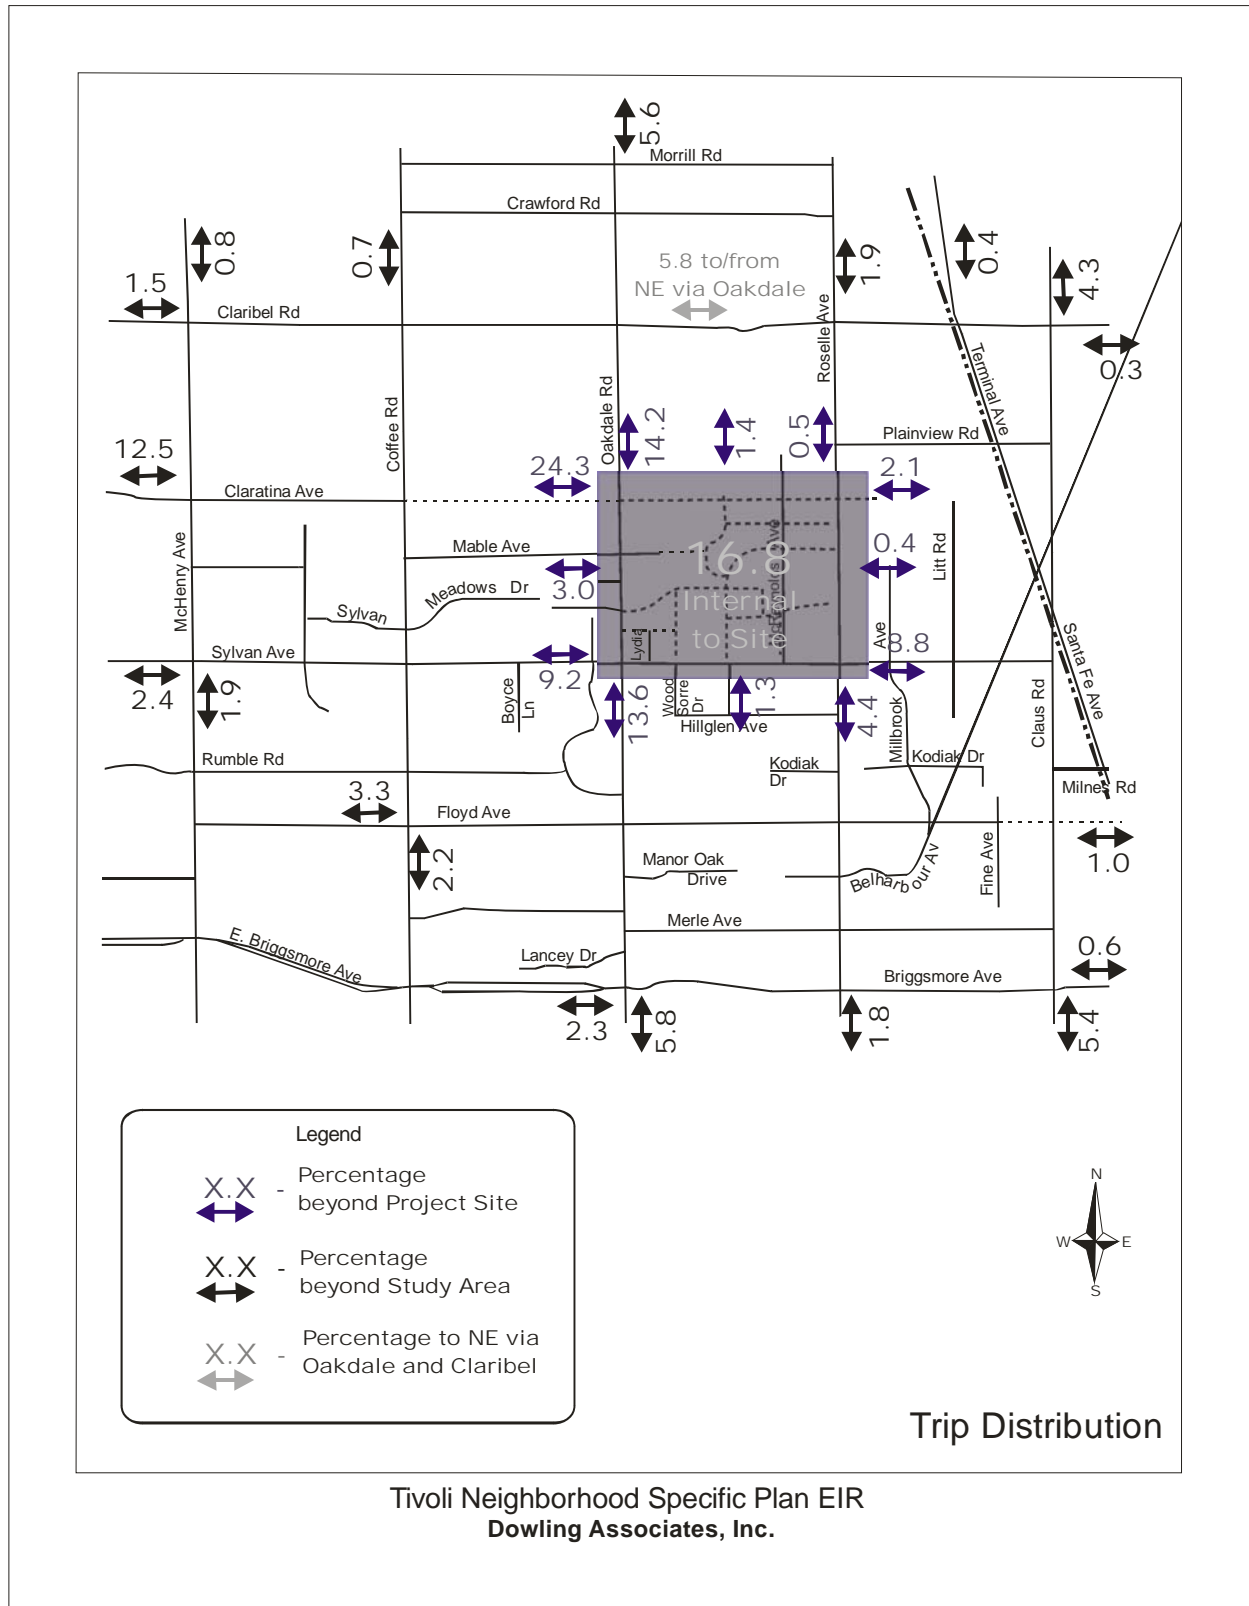 5.6
Morrill Rd
Crawford Rd
0.8
0.7
1.9
0.4
4.3
5.8 to/from
NE via Oakdale
1.5
Claribel Rd
0.3
Roselle Ave
Terminal Ave
Oakdale Rd
Coffee Rd
14.2
1.4
0.5
Plainview Rd
12.5
24.3
2.1
Claratina Ave
McHenry Ave
Mable Ave
16.8
Internal
to Site
0.4
Litt Rd
3.0
Meadows Dr
Sylvan
Lydia
Ave
8.8
Sylvan Ave
9.2
2.4
1.9
Boyce
Ln
13.6
Wood
Sorre
Dr
1.3
4.4
Millbrook
Claus Rd
Santa Fe Ave
Hillglen Ave
Rumble Rd
Kodiak
Dr
Kodiak Dr
Milnes Rd
3.3
Floyd Ave
2.2
1.0
Manor Oak
Drive
Belharbour Av
Fine Ave
Merle Ave
E. Briggsmore Ave
Lancey Dr
0.6
Briggsmore Ave
2.3
5.8
1.8
5.4
Legend
X.X - Percentage
beyond Project Site
X.X - Percentage
beyond Study Area
X.X - Percentage to NE via
Oakdale and Claribel
N
W E
S
Trip Distribution
Tivoli Neighborhood Specific Plan EIR
Dowling Associates, Inc.